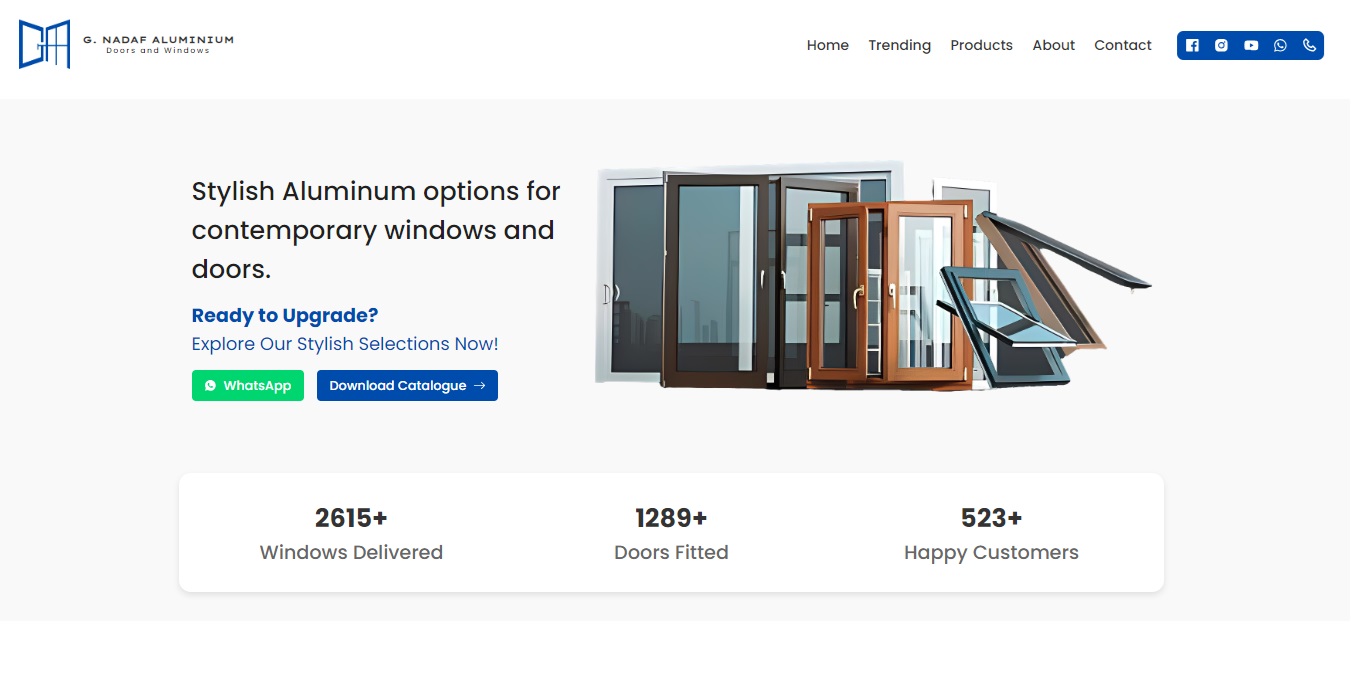 G. NADAF ALUMINIUM
Doors and Windows
Home Trending Products About Contact
Stylish Aluminum options for
contemporary windows and
doors.
Ready to Upgrade?
Explore Our Stylish Selections Now!
WhatsApp Download Catalogue →
2615+ 1289+ 523+
Windows Delivered Doors Fitted Happy Customers